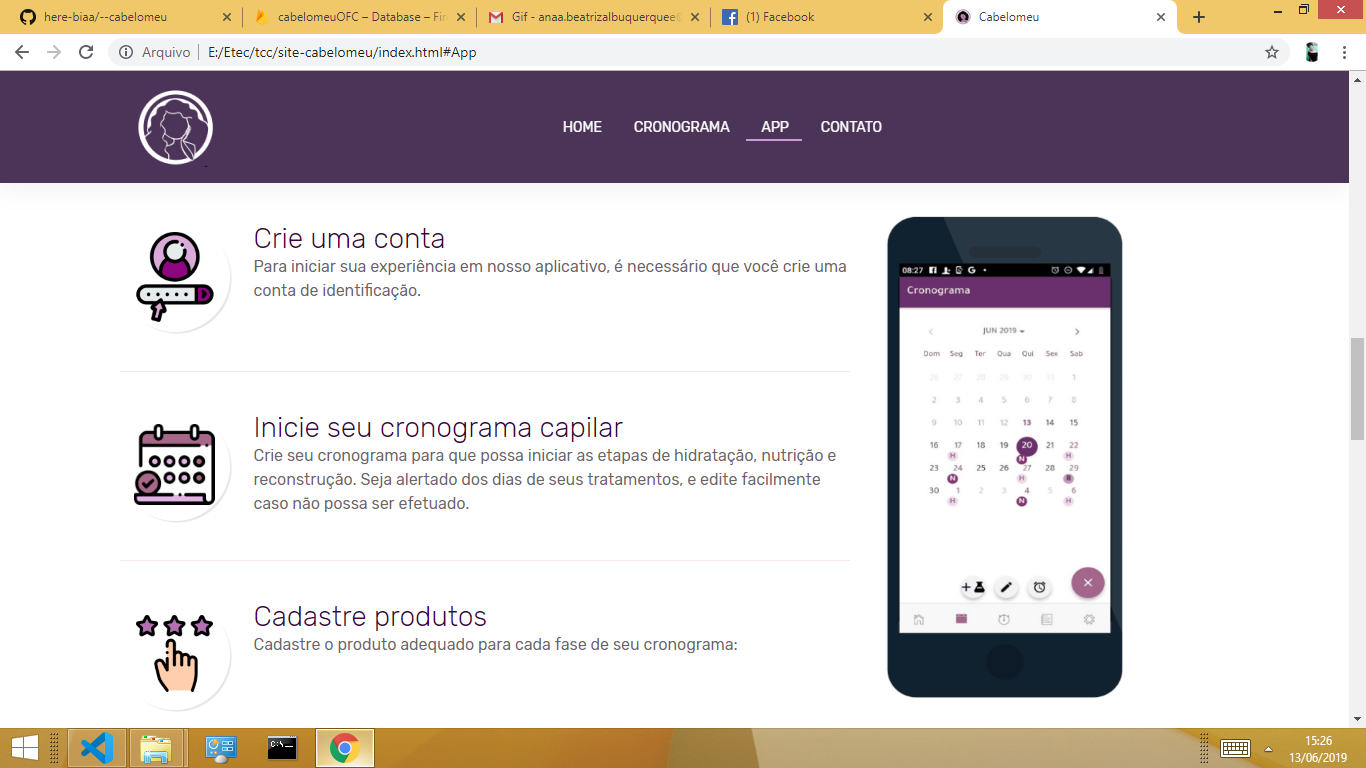 here-biaa/--cabelomeu
cabelomeuOFC – Database – Fir
Gif - anaa.beatrizalbuquerquee
(1) Facebook
Cabelomeu
Arquivo
E:/Etec/tcc/site-cabelomeu/index.html#App
HOME CRONOGRAMA APP CONTATO
Crie uma conta
Para iniciar sua experiência em nosso aplicativo, é necessário que você crie uma
conta de identificação.
Inicie seu cronograma capilar
Crie seu cronograma para que possa iniciar as etapas de hidratação, nutrição e
reconstrução. Seja alertado dos dias de seus tratamentos, e edite facilmente
caso não possa ser efetuado.
Cadastre produtos
Cadastre o produto adequado para cada fase de seu cronograma:
08:27
Cronograma
JUN 2019
Dom Seg Ter Qua Qui Sex Sab
26 27 28 29 30 31 1
2 3 4 5 6 7 8
9 10 11 12 13 14 15
16 17 18 19 20 21 22
H N H
23 24 25 26 27 28 29
N H R
30 1 2 3 4 5 6
H N H
15:26
13/06/2019